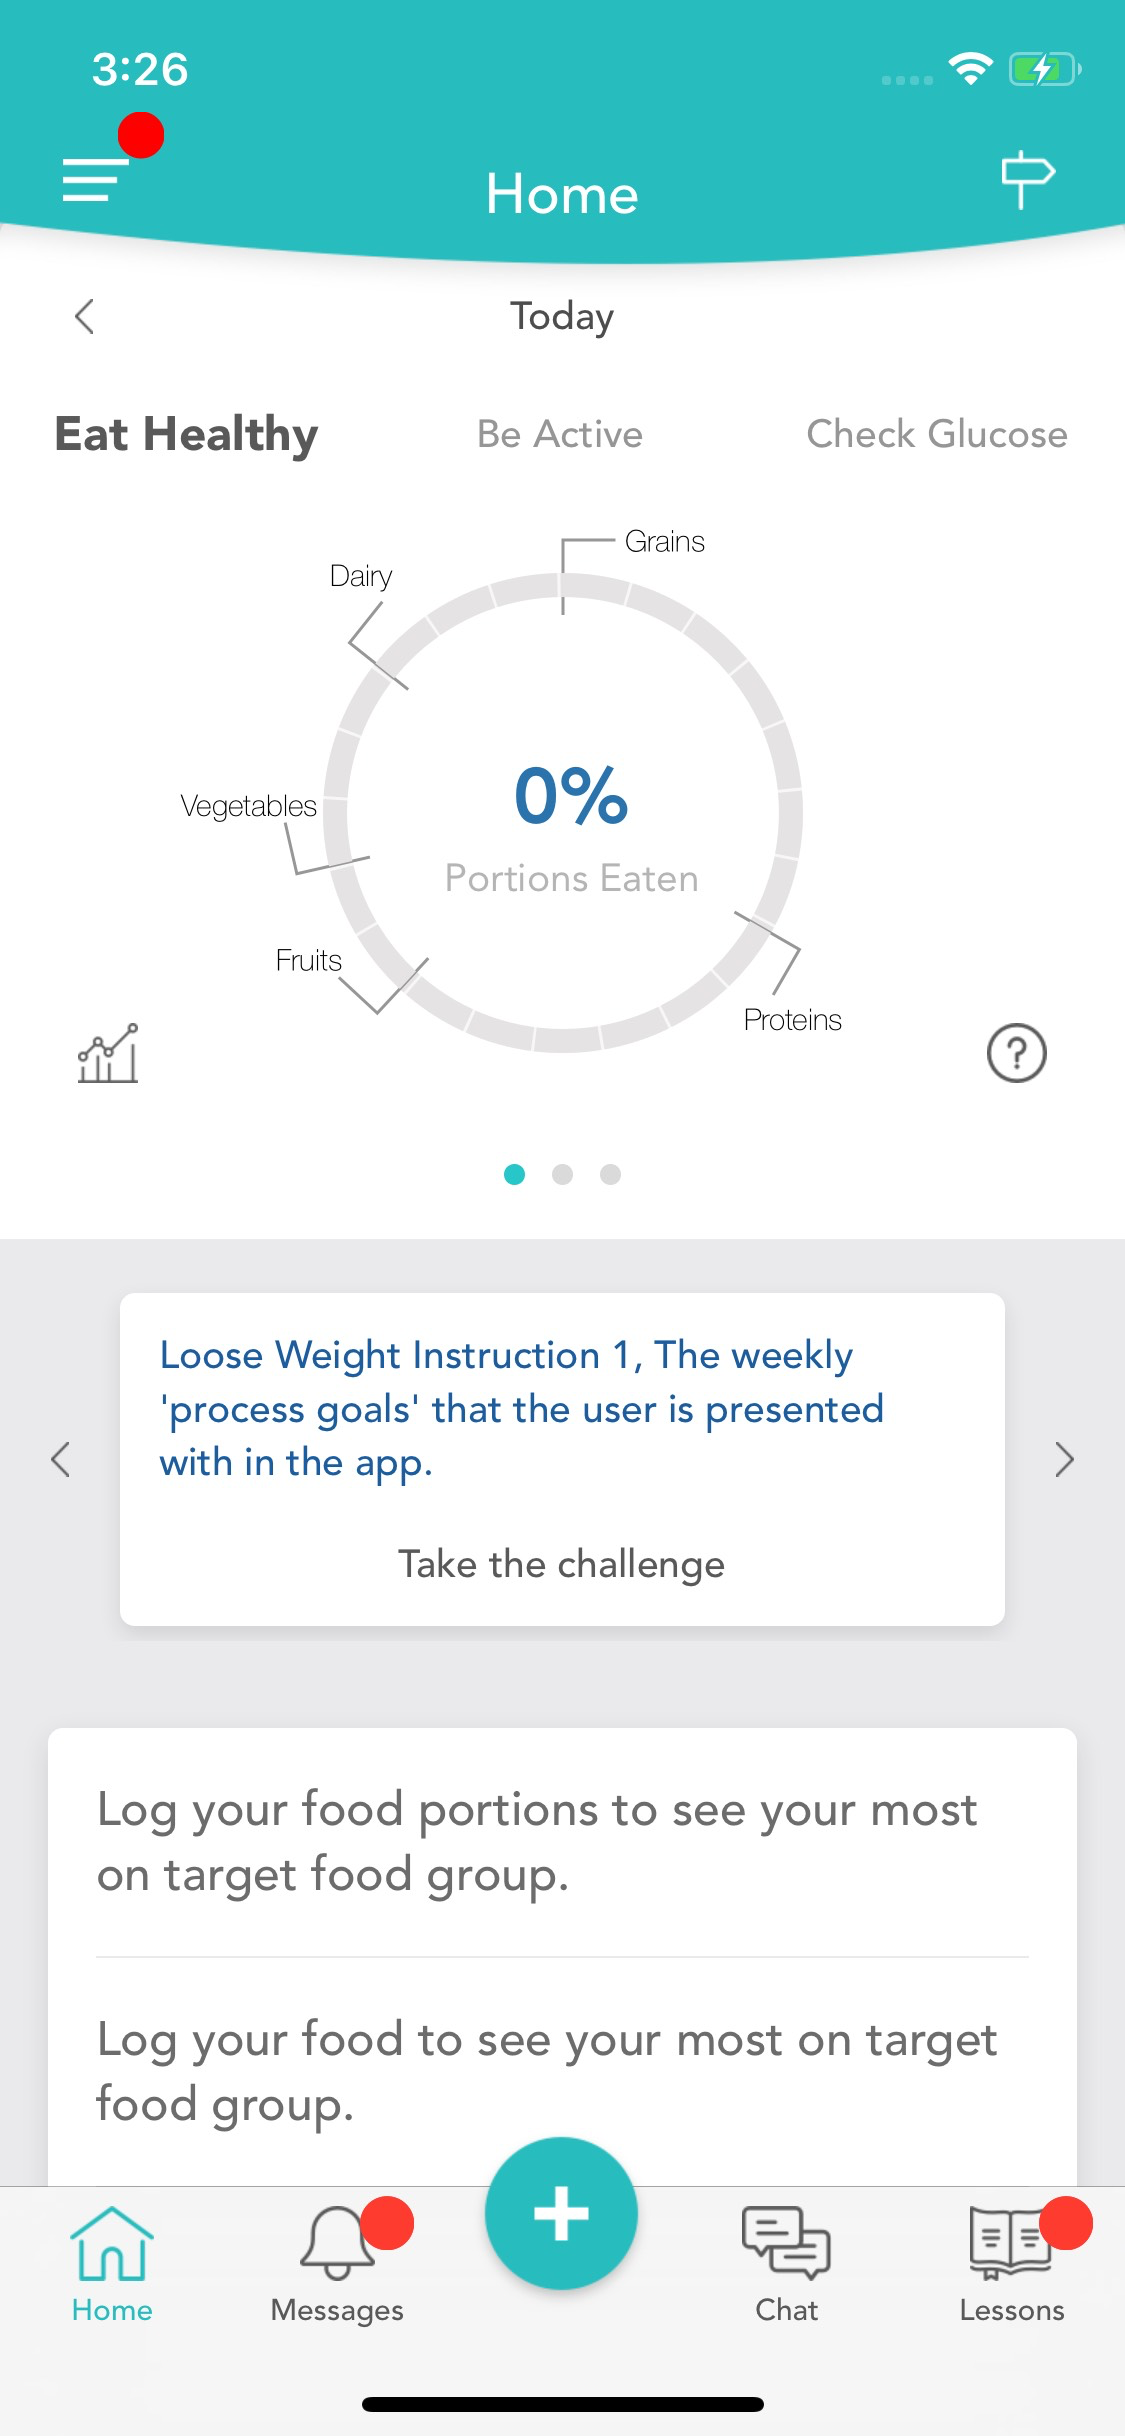 3:26
Home
Today
Eat Healthy Be Active Check Glucose
Grains
Dairy
0%
Vegetables
Portions Eaten
Fruits
Proteins
?
Loose Weight Instruction 1, The weekly
'process goals' that the user is presented
with in the app.
Take the challenge
Log your food portions to see your most
on target food group.
Log your food to see your most on target
food group.
Home Messages Chat Lessons